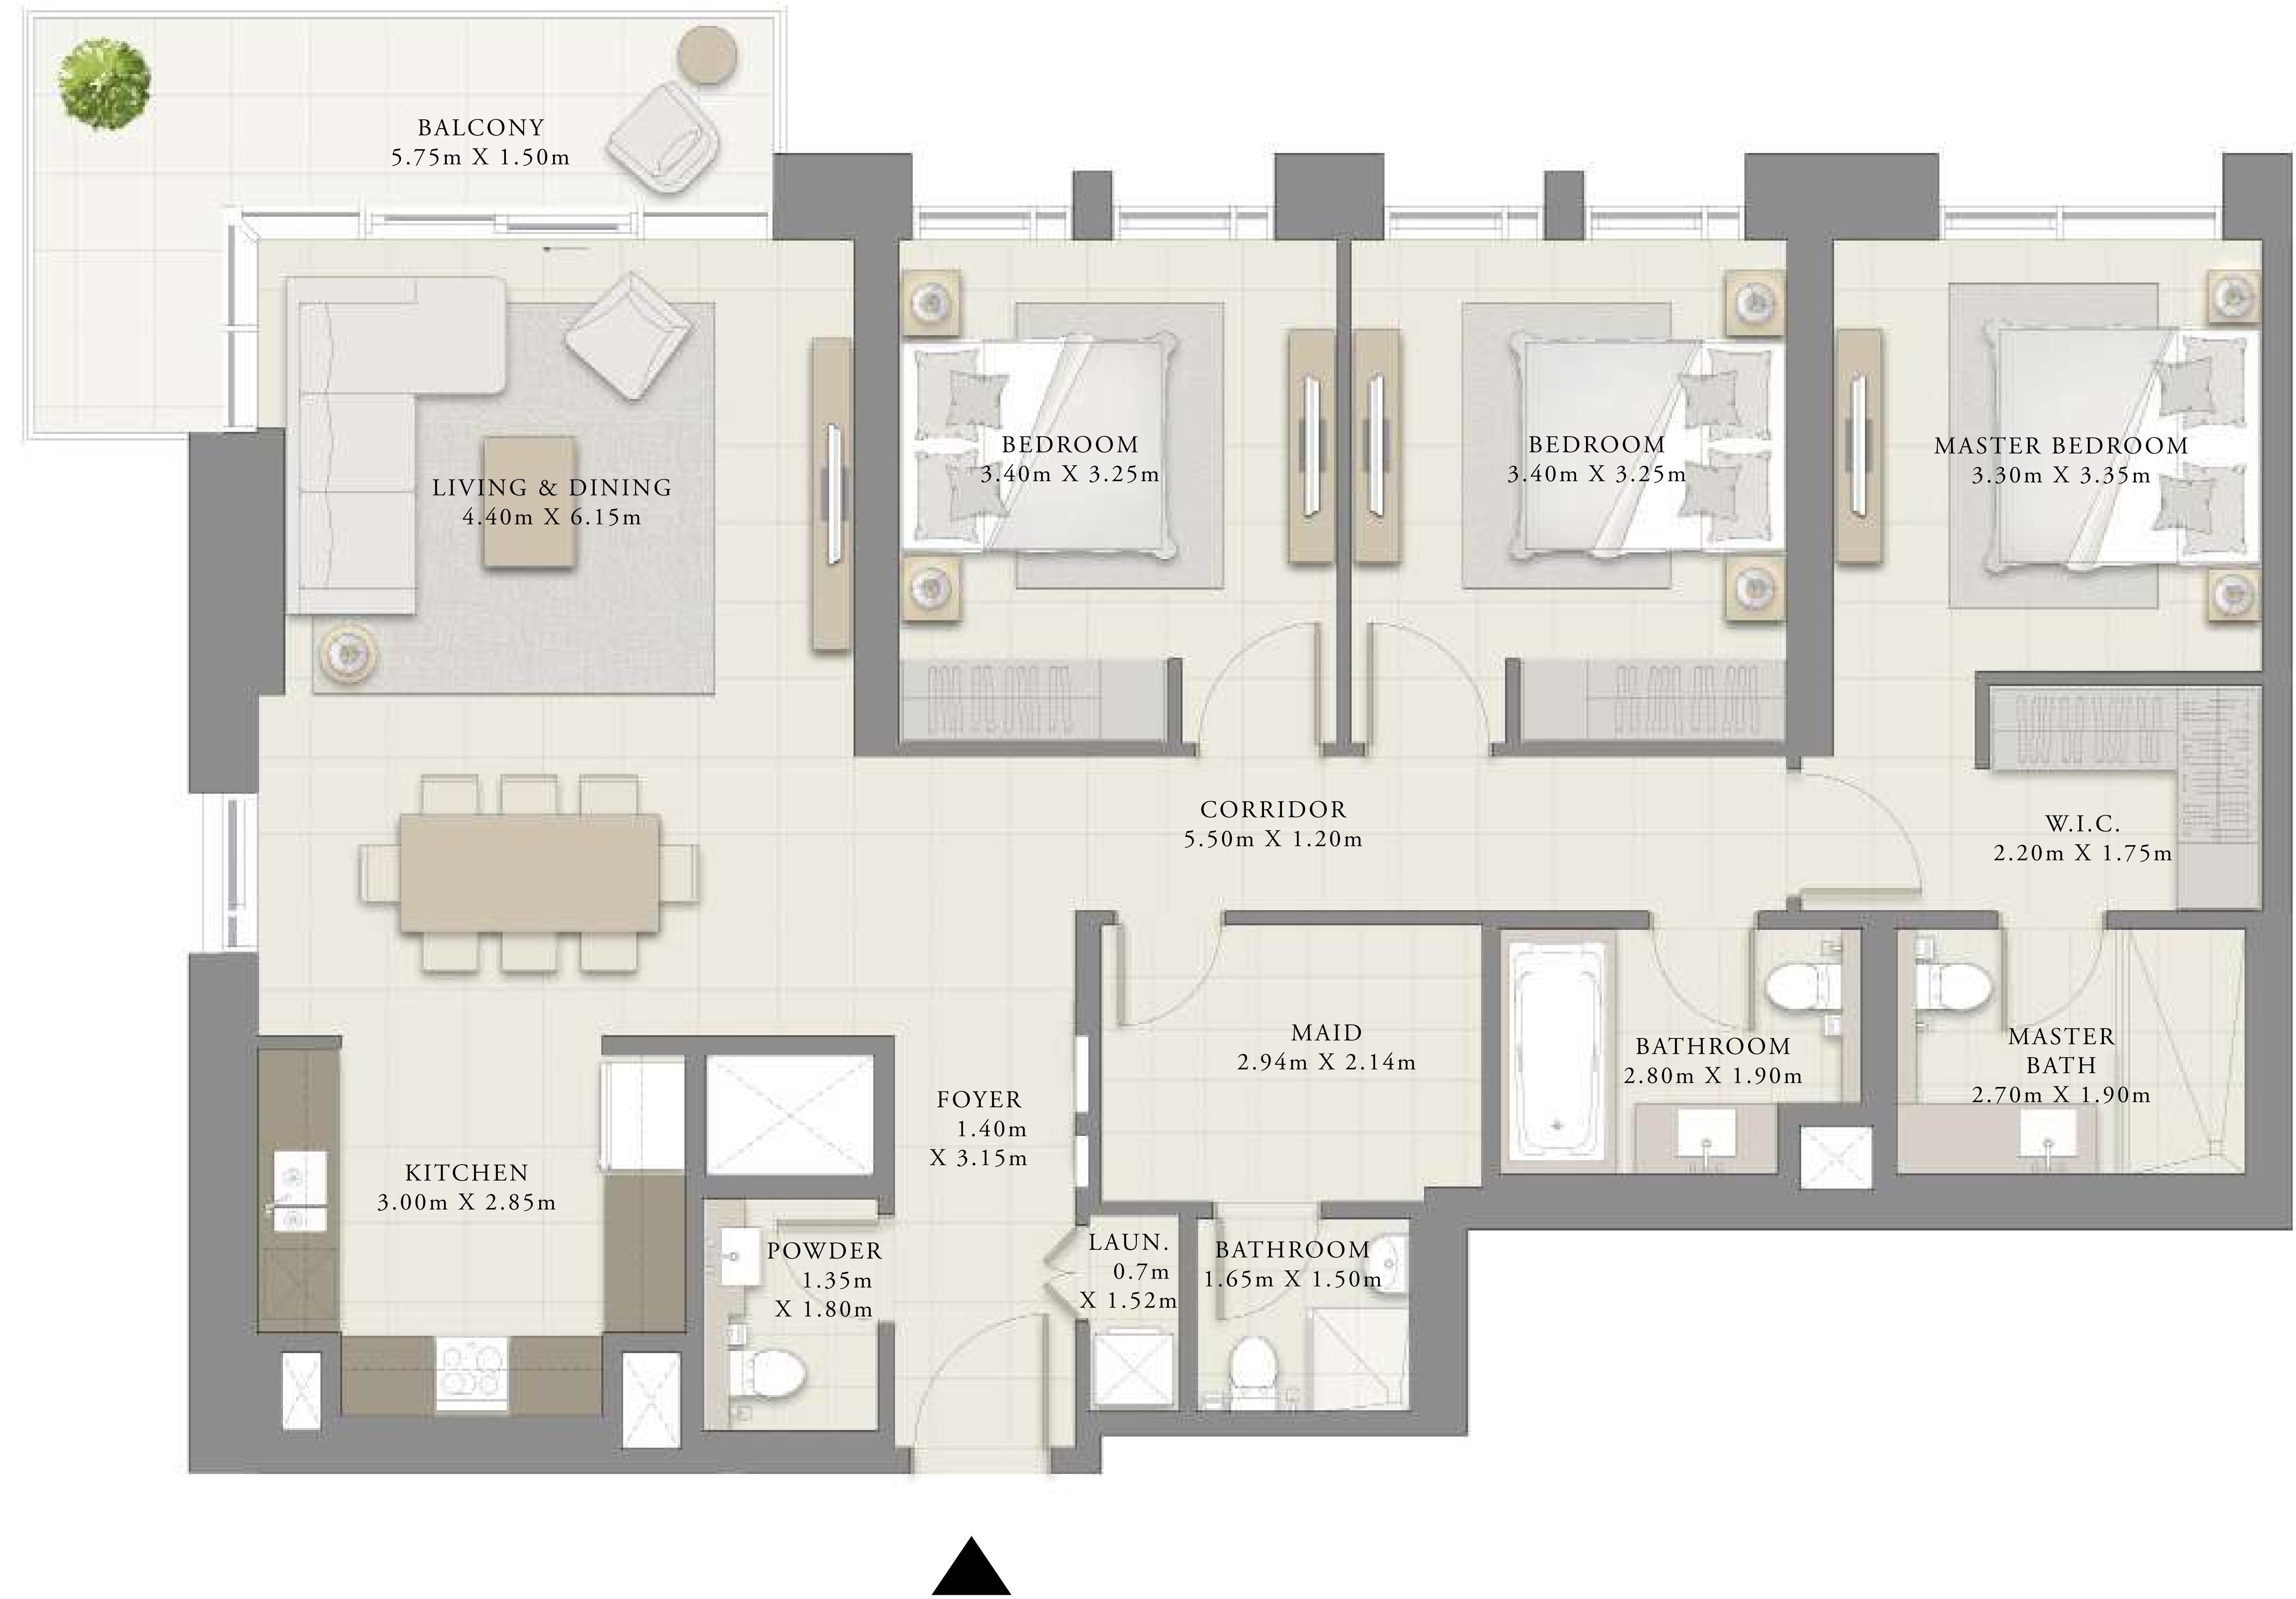 BALCONY
5.75m X 1.50m
BEDROOM
3.40m X 3.25m
BEDROOM
3.40m X 3.25m
MASTER BEDROOM
3.30m X 3.35m
LIVING & DINING
4.40m X 6.15m
CORRIDOR
5.50m X 1.20m
W.I.C.
2.20m X 1.75m
MAID
2.94m X 2.14m
BATHROOM
2.80m X 1.90m
MASTER
BATH
2.70m X 1.90m
FOYER
1.40m
X 3.15m
KITCHEN
3.00m X 2.85m
POWDER
1.35m
X 1.80m
LAUN.
0.7m
X 1.52m
BATHROOM
1.65m X 1.50m